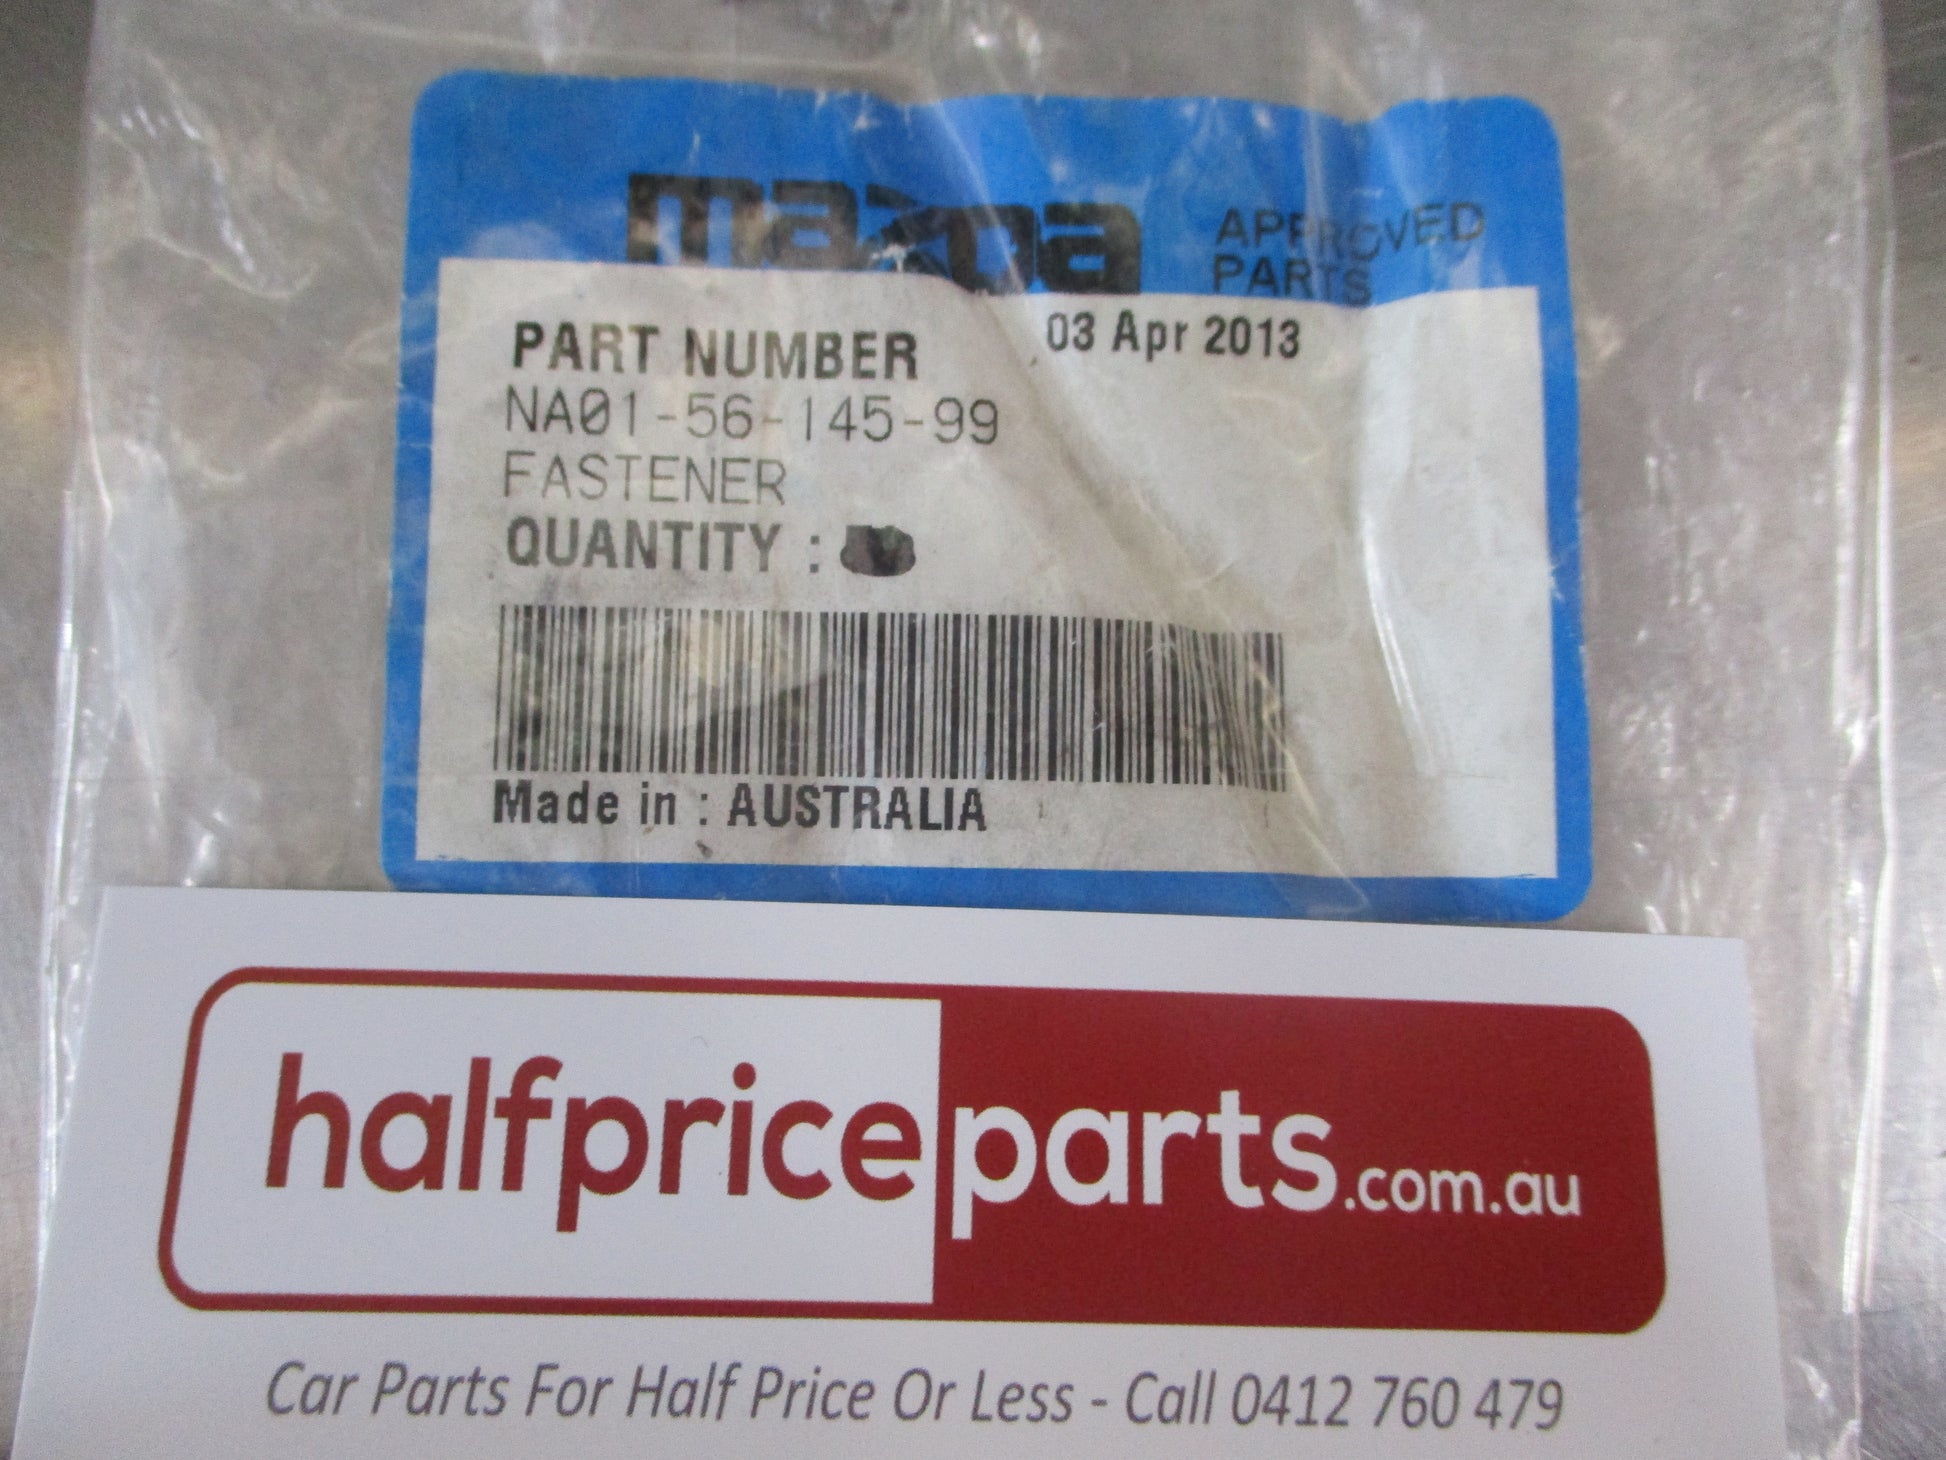 mazda APPROVED
PARTS
PART NUMBER 03 Apr 2013
NA01-56-145-99
FASTENER
QUANTITY :
Made in : AUSTRALIA
halfpriceparts.com.au
Car Parts For Half Price Or Less - Call 0412 760 479